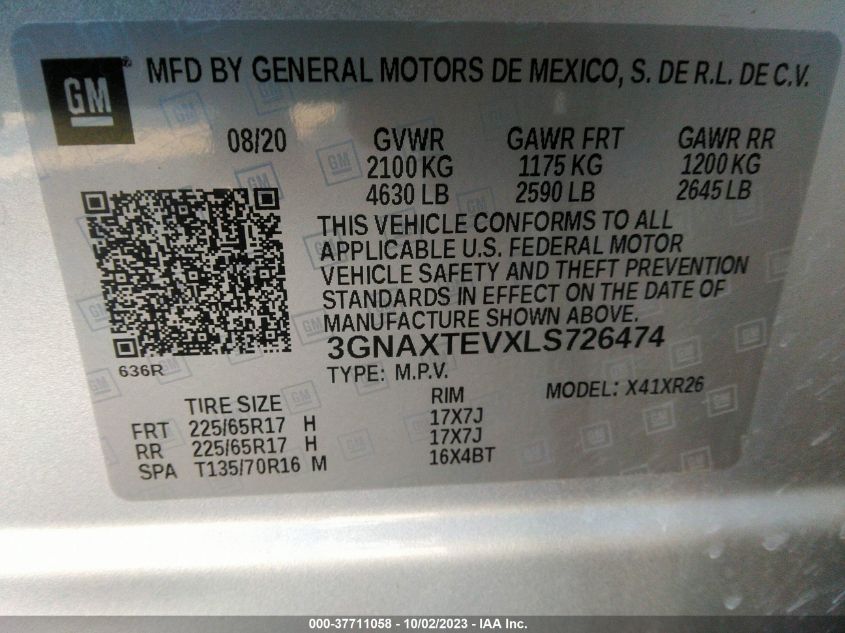 GM
MFD BY GENERAL MOTORS DE MEXICO, S. DE R.L. DE C.V.
08/20 GVWR GAWR FRT GAWR RR
2100 KG 1175 KG 1200 KG
4630 LB 2590 LB 2645 LB
THIS VEHICLE CONFORMS TO ALL
APPLICABLE U.S. FEDERAL MOTOR
VEHICLE SAFETY AND THEFT PREVENTION
STANDARDS IN EFFECT ON THE DATE OF
MANUFACTURE SHOWN ABOVE.
3GNAXTEVXLS726474
636R
TYPE: M.P.V. MODEL: X41XR26
TIRE SIZE RIM
FRT 225/65R17 H 17X7J
RR 225/65R17 H 17X7J
SPA T135/70R16 M 16X4BT
000-37711058 - 10/02/2023 - IAA Inc.